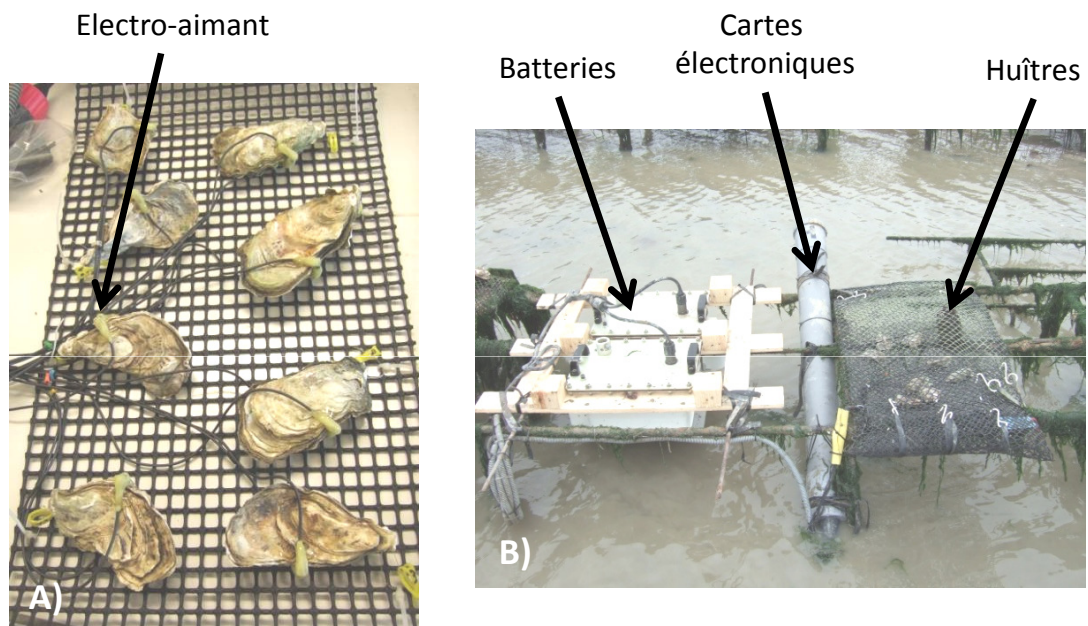 Electro-aimant
Batteries
Cartes
électroniques
Huîtres
A)
B)